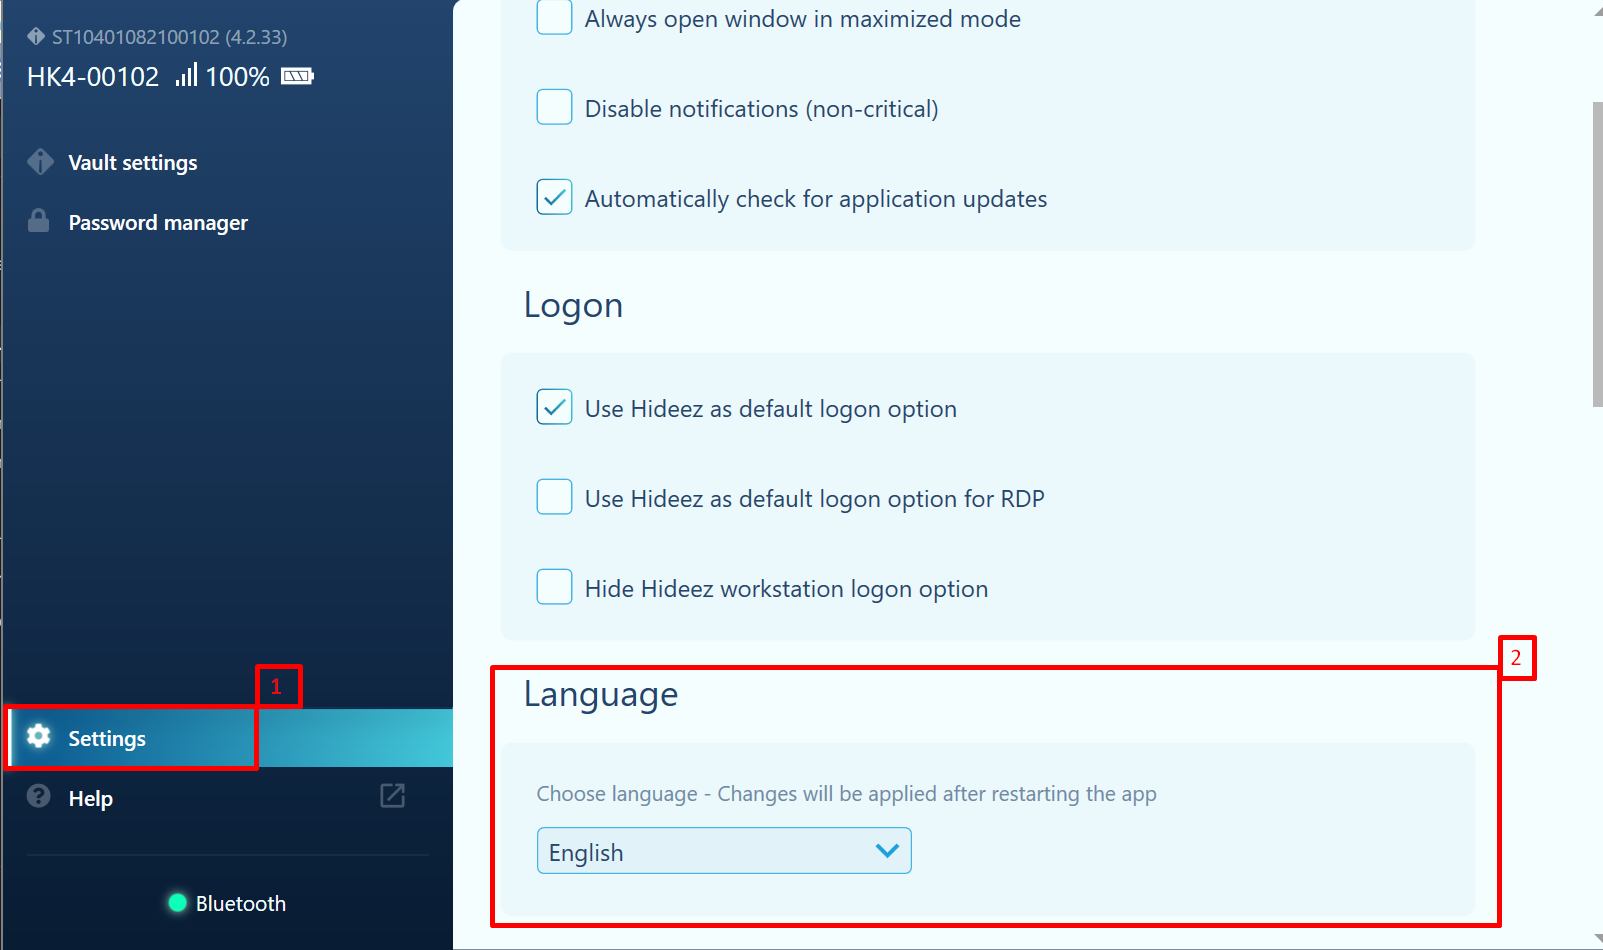 ST10401082100102 (4.2.33)
HK4-00102 100%
Vault settings
Password manager
1
Settings
Help
Bluetooth
Always open window in maximized mode
Disable notifications (non-critical)
Automatically check for application updates
Logon
Use Hideez as default logon option
Use Hideez as default logon option for RDP
Hide Hideez workstation logon option
2
Language
Choose language - Changes will be applied after restarting the app
English